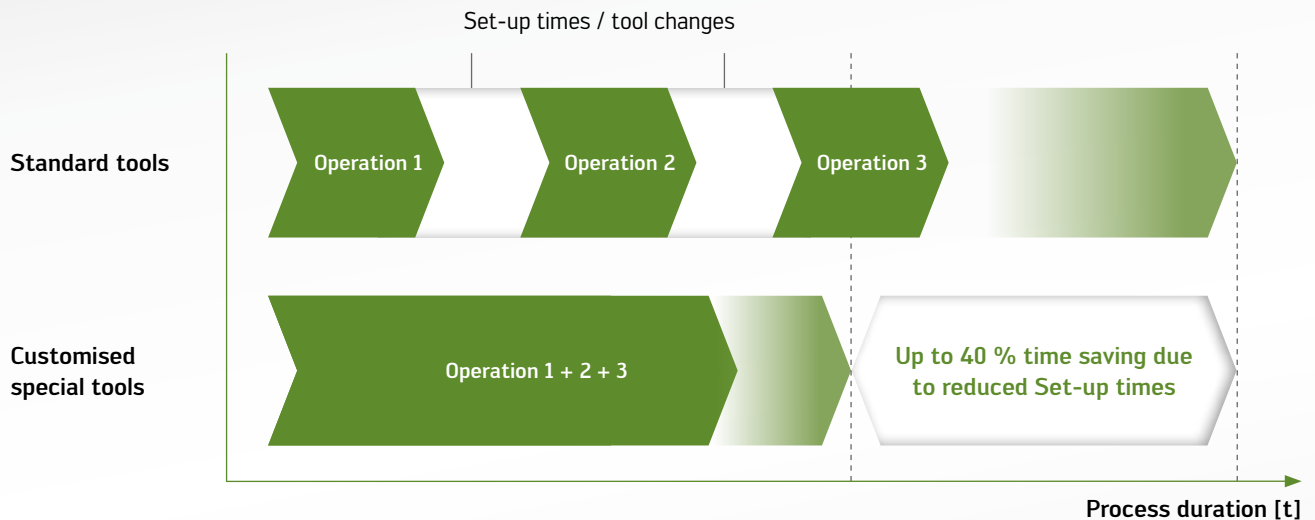 Set-up times / tool changes
Standard tools
Operation 1
Operation 2
Operation 3
Customised
special tools
Operation 1 + 2 + 3
Up to 40 % time saving due
to reduced Set-up times
Process duration [t]